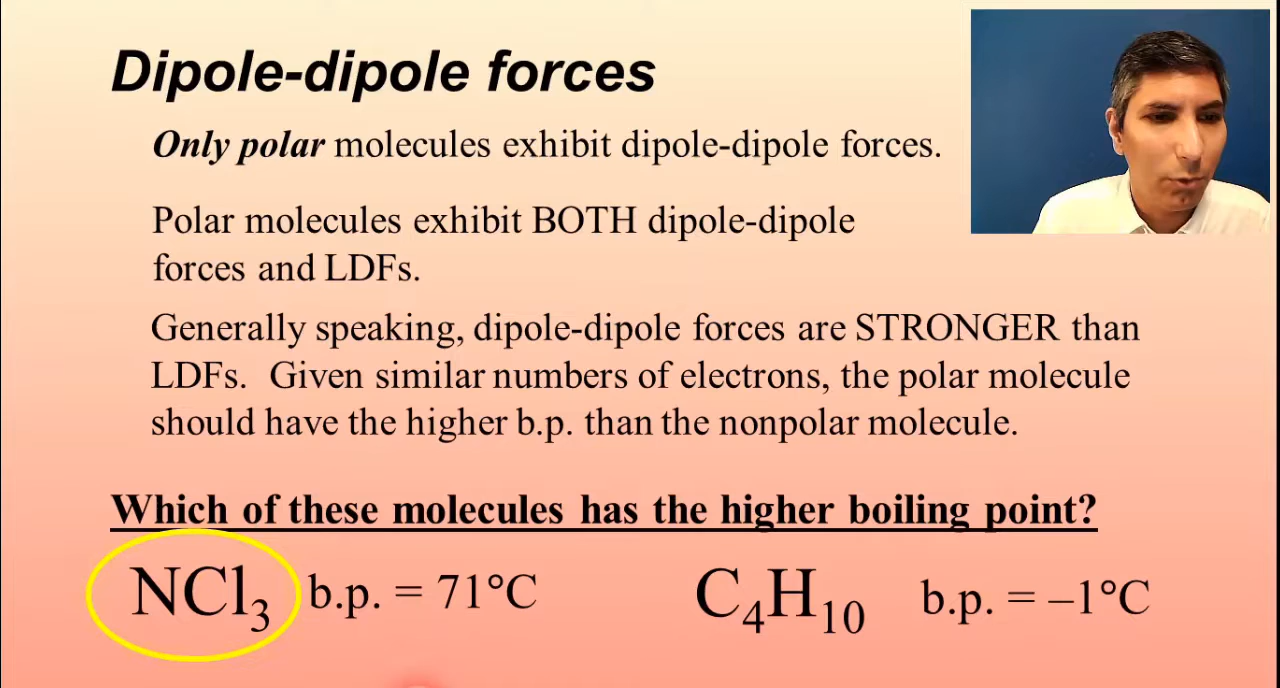 Dipole-dipole forces
Only polar molecules exhibit dipole-dipole forces.
Polar molecules exhibit BOTH dipole-dipole
forces and LDFs.
Generally speaking, dipole-dipole forces are STRONGER than
LDFs. Given similar numbers of electrons, the polar molecule
should have the higher b.p. than the nonpolar molecule.
Which of these molecules has the higher boiling point?
NCl₃ b.p. = 71°C C₄H₁₀ b.p. = –1°C